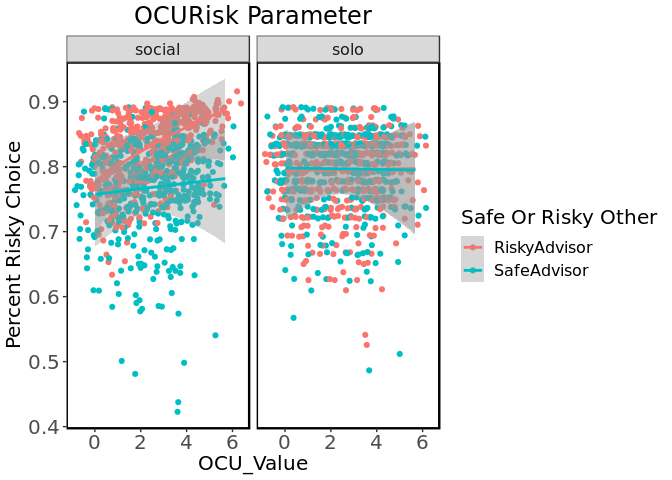 OCURisk Parameter
social
solo
Percent Risky Choice
0.9
0.8
0.7
0.6
0.5
0.4
0 2 4 6
0 2 4 6
OCU_Value
Safe Or Risky Other
RiskyAdvisor
SafeAdvisor